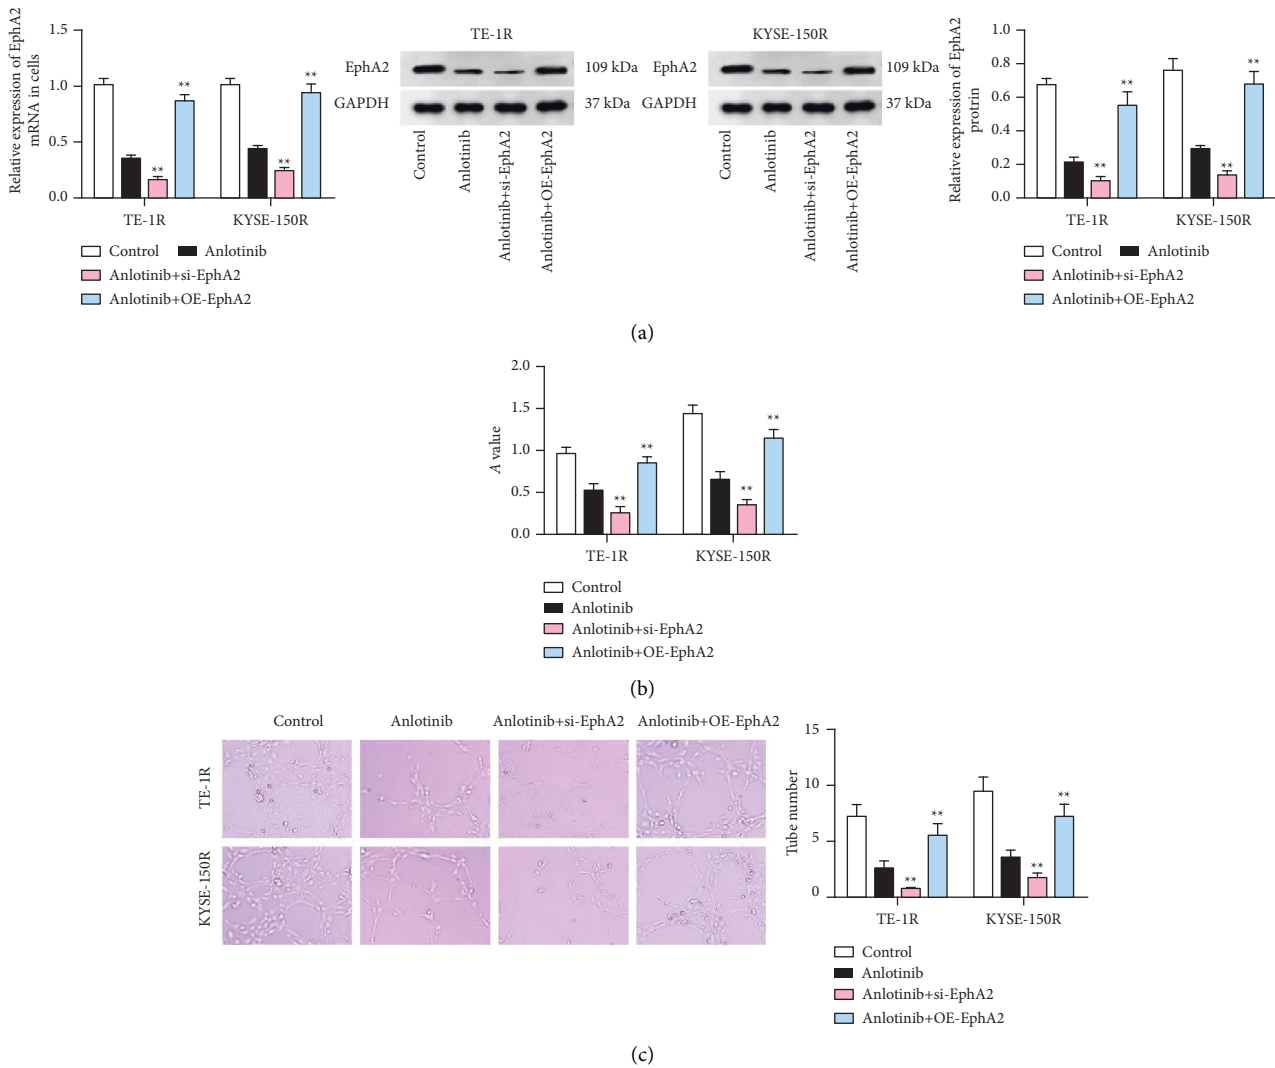 Relative expression of EphA2
mRNA in cells
1.5
1.0
0.5
0.0
**
**
**
**
TE-1R
KYSE-150R
Control
Anlotinib
Anlotinib+si-EphA2
Anlotinib+OE-EphA2
TE-1R
EphA2
109 kDa
GAPDH
37 kDa
Control
Anlotinib
Anlotinib+si-EphA2
Anlotinib+OE-EphA2
KYSE-150R
EphA2
109 kDa
GAPDH
37 kDa
Control
Anlotinib
Anlotinib+si-EphA2
Anlotinib+OE-EphA2
Relative expression of EphA2
protrin
1.0
0.8
0.6
0.4
0.2
0.0
**
**
**
**
TE-1R
KYSE-150R
Control
Anlotinib
Anlotinib+si-EphA2
Anlotinib+OE-EphA2
(a)
A value
2.0
1.5
1.0
0.5
0.0
**
**
**
**
TE-1R
KYSE-150R
Control
Anlotinib
Anlotinib+si-EphA2
Anlotinib+OE-EphA2
(b)
Control
Anlotinib
Anlotinib+si-EphA2
Anlotinib+OE-EphA2
TE-1R
KYSE-150R
Tube number
15
10
5
0
**
**
**
**
TE-1R
KYSE-150R
Control
Anlotinib
Anlotinib+si-EphA2
Anlotinib+OE-EphA2
(c)